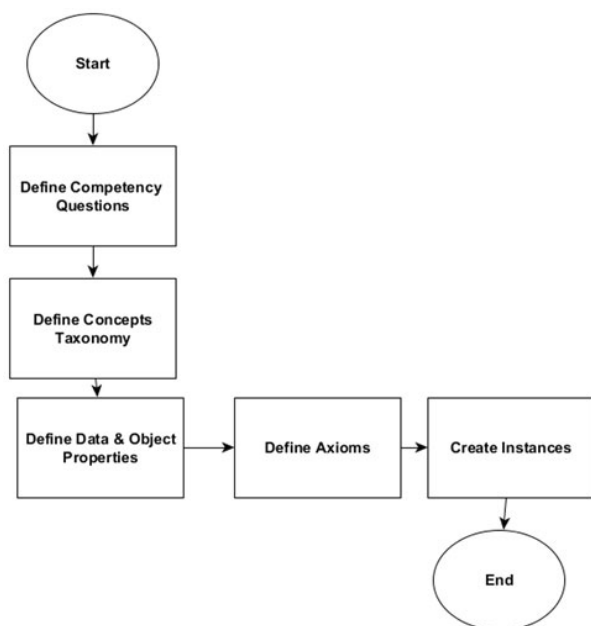 Start
Define Competency
Questions
Define Concepts
Taxonomy
Define Data & Object
Properties
Define Axioms
Create Instances
End